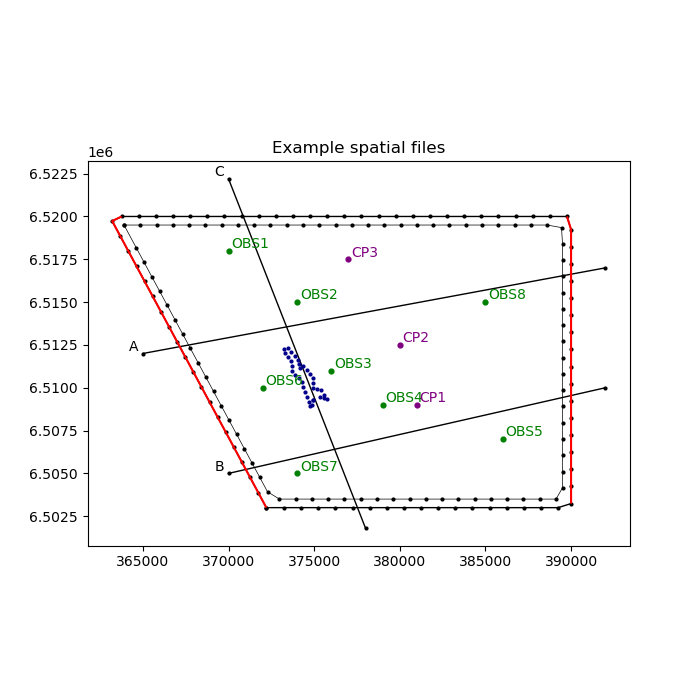 Example spatial files
1e6
6.5225
6.5200
6.5175
6.5150
6.5125
6.5100
6.5075
6.5050
6.5025
C
OBS1
CP3
OBS2
OBS8
A
CP2
OBS3
OBS6
OBS4
CP1
OBS5
B
OBS7
365000 370000 375000 380000 385000 390000